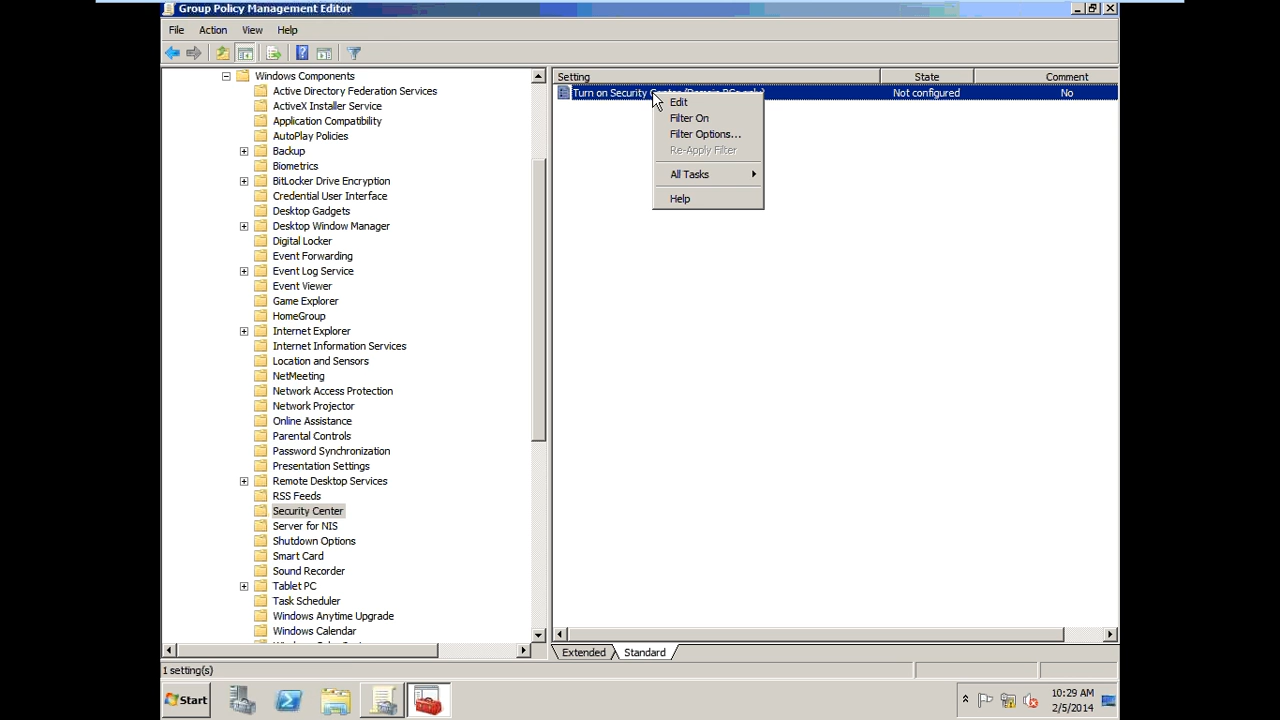 Group Policy Management Editor
File Action View Help
Windows Components
Active Directory Federation Services
ActiveX Installer Service
Application Compatibility
AutoPlay Policies
Backup
Biometrics
BitLocker Drive Encryption
Credential User Interface
Desktop Gadgets
Desktop Window Manager
Digital Locker
Event Forwarding
Event Log Service
Event Viewer
Game Explorer
HomeGroup
Internet Explorer
Internet Information Services
Location and Sensors
NetMeeting
Network Access Protection
Network Projector
Online Assistance
Parental Controls
Password Synchronization
Presentation Settings
Remote Desktop Services
RSS Feeds
Security Center
Server for NIS
Shutdown Options
Smart Card
Sound Recorder
Tablet PC
Task Scheduler
Windows Anytime Upgrade
Windows Calendar
Setting State Comment
Turn on Security Not configured No
Edit
Filter On
Filter Options...
Re-Apply Filter
All Tasks
Help
Extended Standard
1 setting(s)
Start
10:29 AM
2/5/2014